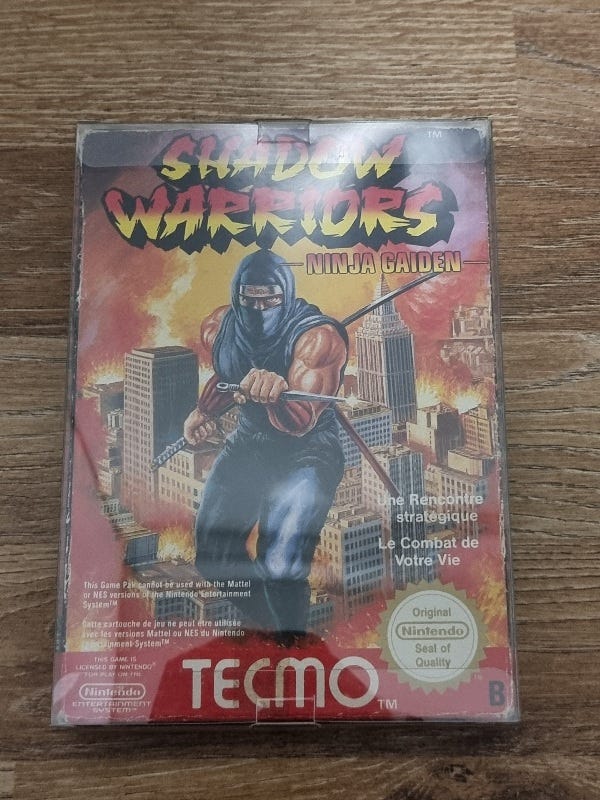 SHADOW
WARRIORS
TM
NINJA GAIDEN
Une Rencontre
stratégique
Le Combat de
Votre Vie
This Game Pak cannot be used with the Mattel
or NES versions of the Nintendo Entertainment
System™
Cette cartouche de jeu ne peut être utilisée
avec les versions Mattel ou NES du Nintendo
Entertainment System™
THIS GAME IS
LICENSED BY NINTENDO®
FOR PLAY ON THE
Nintendo
ENTERTAINMENT
SYSTEM™
TECMO TM
Original
Nintendo
Seal of
Quality
B